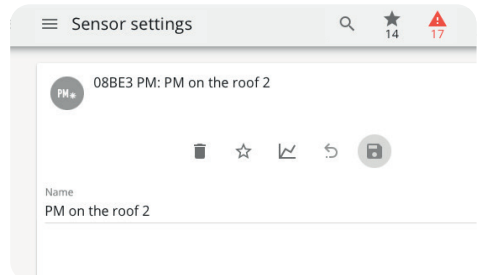 Sensor settings
14
17
PM
08BE3 PM: PM on the roof 2
Name
PM on the roof 2